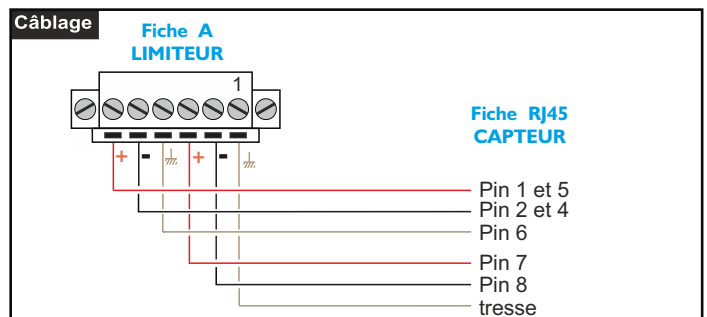 Câblage
Fiche A
LIMITEUR
1
+ - + -
Fiche RJ45
CAPTEUR
Pin 1 et 5
Pin 2 et 4
Pin 6
Pin 7
Pin 8
tresse